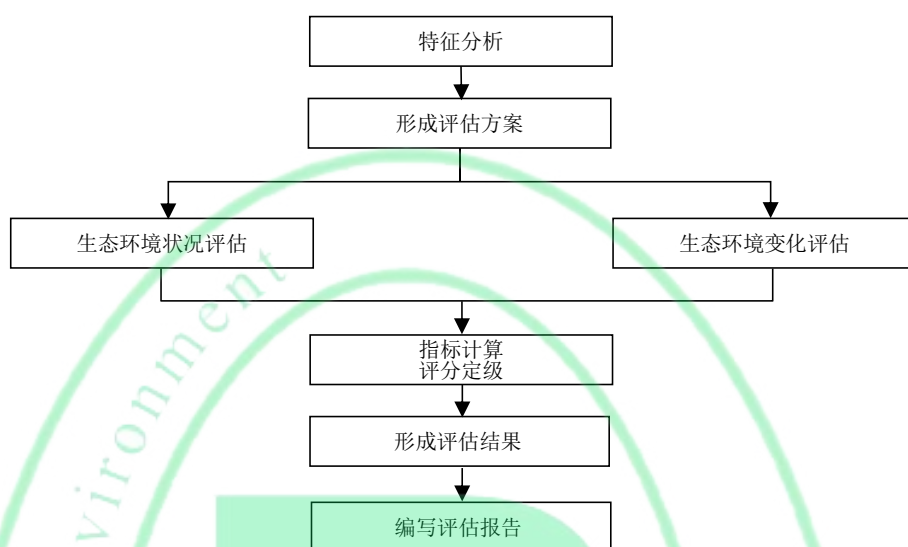 特征分析
形成评估方案
生态环境状况评估
生态环境变化评估
指标计算
评分定级
形成评估结果
编写评估报告
vironment